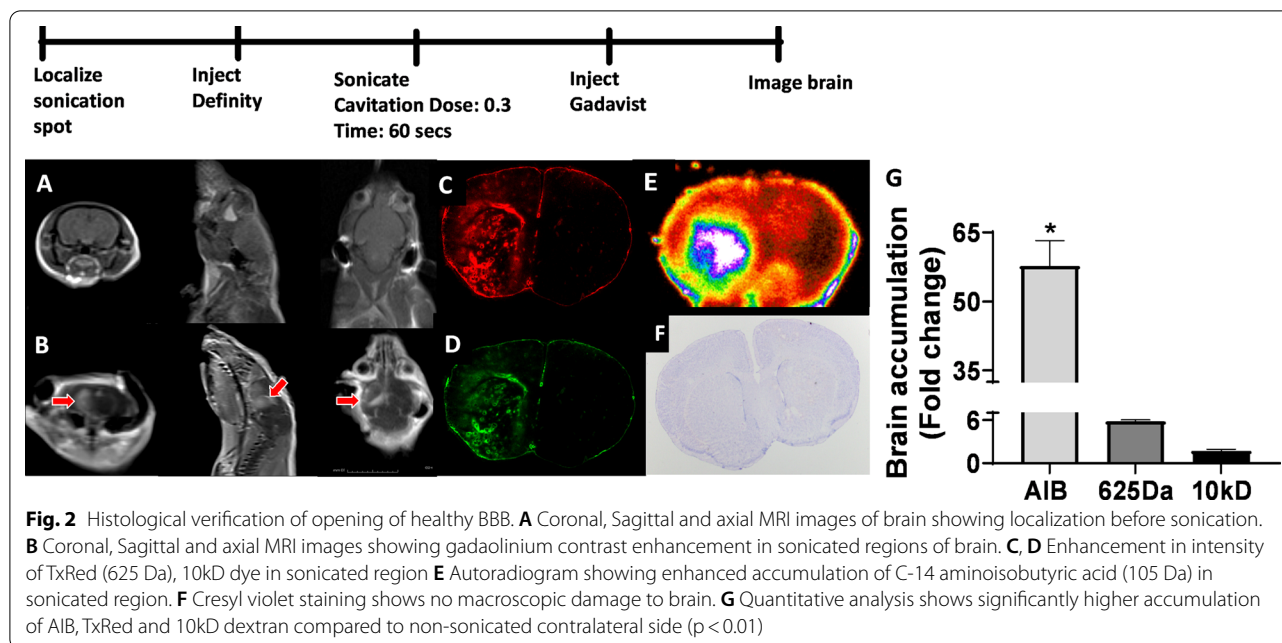 Localize
sonication
spot
Inject
Definity
Sonicate
Cavitation Dose: 0.3
Time: 60 secs
Inject
Gadavist
Image brain
A
B
C
D
E
F
G
Brain accumulation
(Fold change)
65
50
35
6
0
*
AIB 625Da 10kD
Fig. 2 Histological verification of opening of healthy BBB. A Coronal, Sagittal and axial MRI images of brain showing localization before sonication.
B Coronal, Sagittal and axial MRI images showing gadaolinium contrast enhancement in sonicated regions of brain. C, D Enhancement in intensity
of TxRed (625 Da), 10kD dye in sonicated region E Autoradiogram showing enhanced accumulation of C-14 aminoisobutyric acid (105 Da) in
sonicated region. F Cresyl violet staining shows no macroscopic damage to brain. G Quantitative analysis shows significantly higher accumulation
of AIB, TxRed and 10kD dextran compared to non-sonicated contralateral side (p < 0.01)